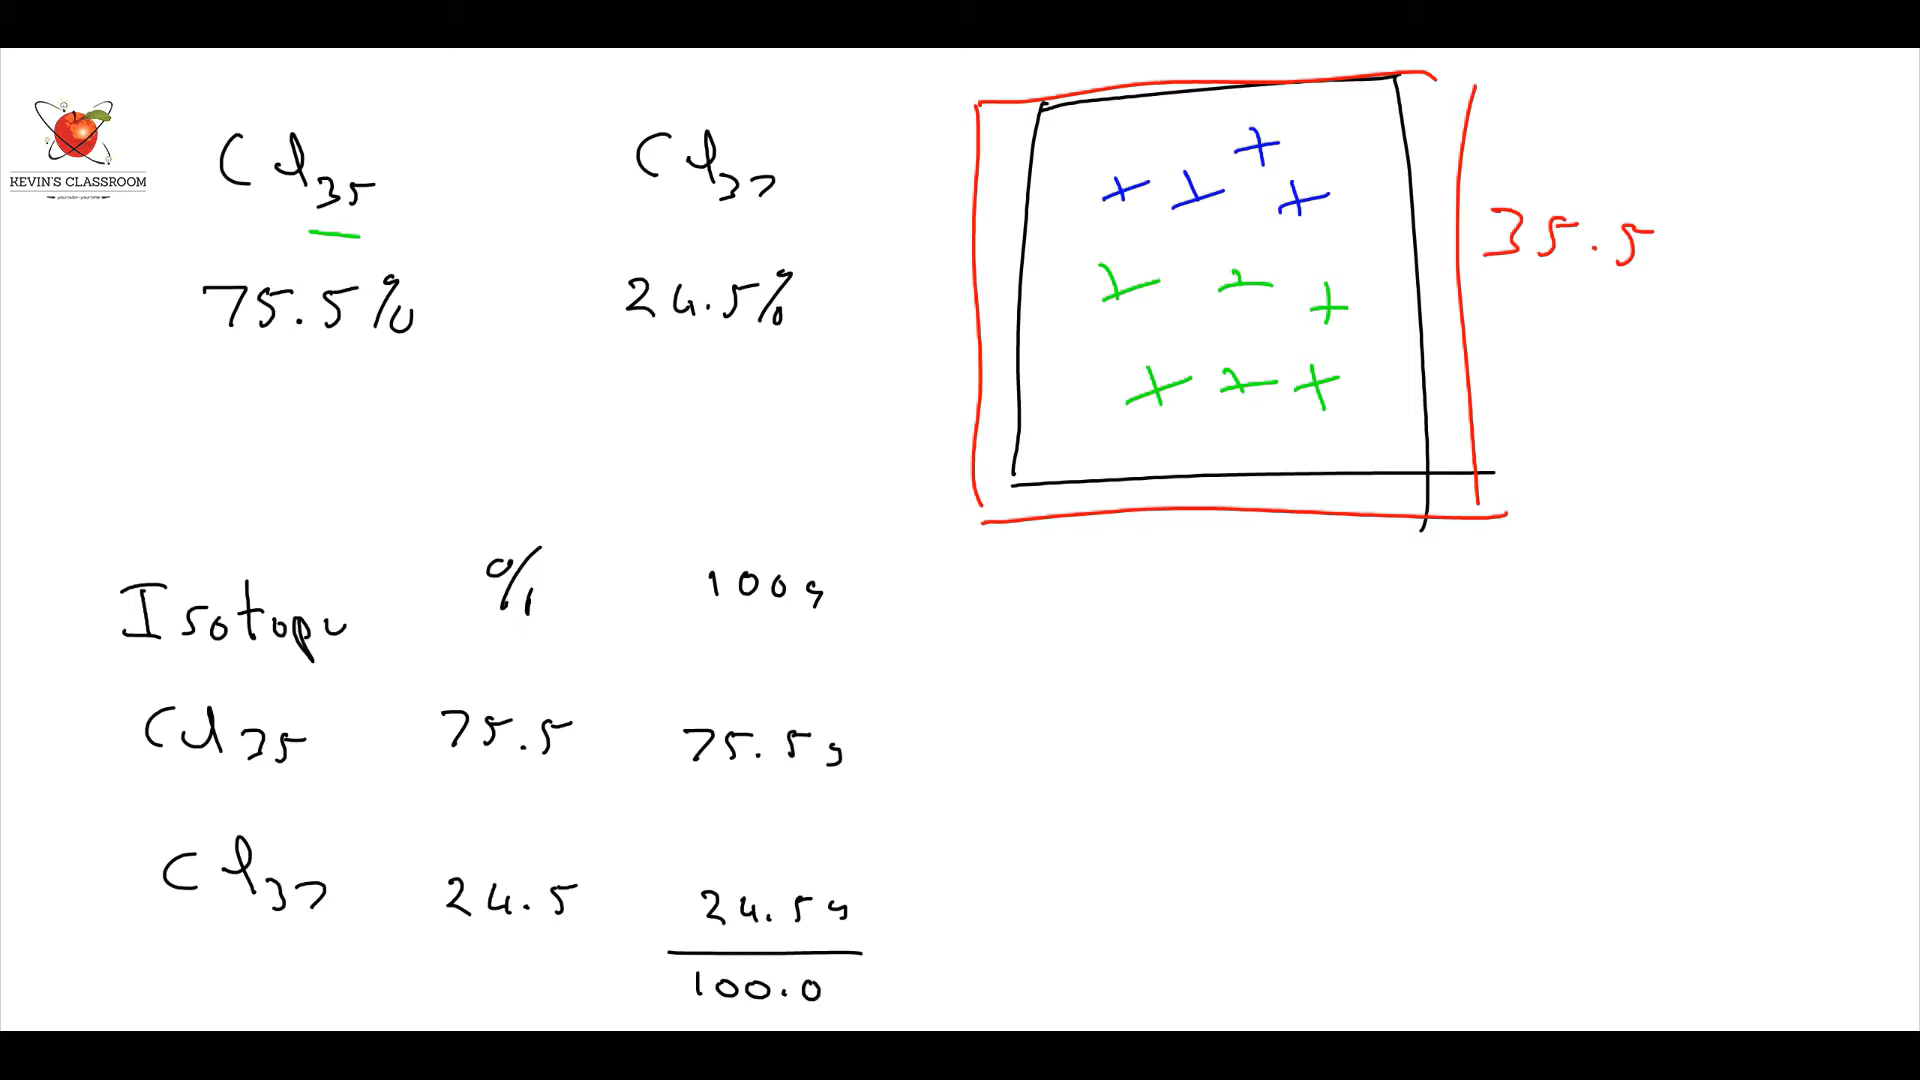 KEVIN'S CLASSROOM
Cl35 Cl37
75.5% 24.5%
35.5
Isotope % 100g
Cl35 75.5 75.5g
Cl37 24.5 24.5g
100.0